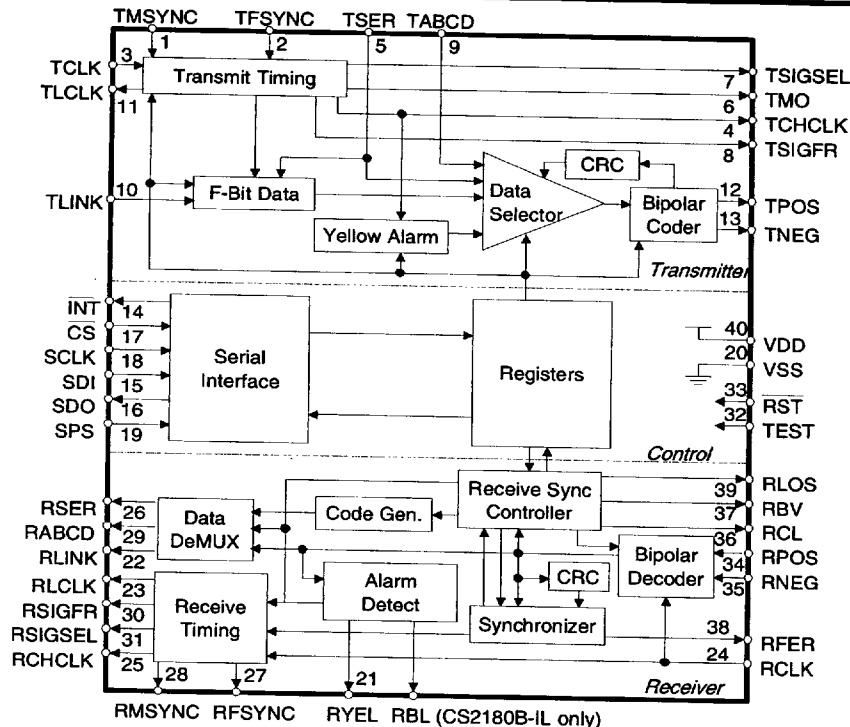 TMSYNC TFSYNC TSER TABCD
1 2 5 9
TCLK 3
Transmit Timing
7 TSIGSEL
TLCLK 11
6 TMO
4 TCHCLK
8 TSIGFR
CRC
Data
Selector
12 TPOS
TLINK 10
F-Bit Data
Bipolar
Coder
13 TNEG
Yellow Alarm
Transmitter
INT 14
CS 17
SCLK 18
SDI 15
SDO 16
SPS 19
Serial
Interface
Registers
40 VDD
20 VSS
33 RST
32 TEST
Control
Receive Sync
Controller
39 RLOS
37 RBV
36 RCL
34 RPOS
35 RNEG
RSER 26
RABCD 29
RLINK 22
Data
DeMUX
Code Gen.
Bipolar
Decoder
RLCLK 23
RSIGFR 30
RSIGSEL 31
RCHCLK 25
Receive
Timing
Alarm
Detect
CRC
Synchronizer
38 RFER
24 RCLK
28 27 21
Receiver
RMSYNC RFSYNC RYEL RBL (CS2180B-IL only)